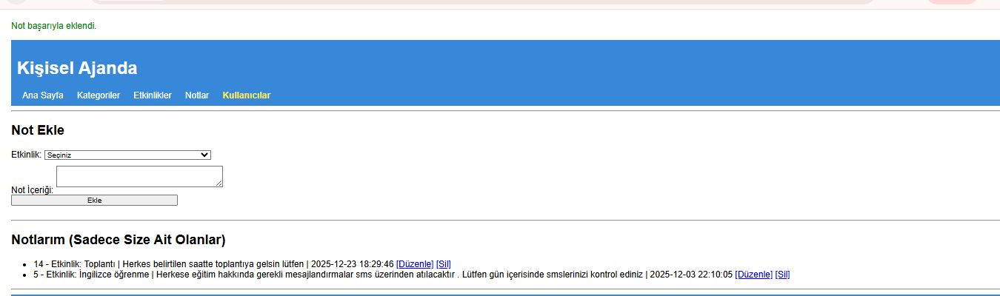 Not başarıyla eklendi.
Kişisel Ajanda
Ana Sayfa Kategoriler Etkinlikler Notlar Kullanıcılar
Not Ekle
Etkinlik: Seçiniz
Not İçeriği:
Ekle
Notlarım (Sadece Size Ait Olanlar)
14 - Etkinlik: Toplantı | Herkes belirtilen saatte toplantıya gelsin lütfen | 2025-12-23 18:29:46 [Düzenle] [Sil]
5 - Etkinlik: İngilizce öğrenme | Herkese eğitim hakkında gerekli mesajlandırmalar sms üzerinden atılacaktır . Lütfen gün içerisinde smslerinizi kontrol ediniz | 2025-12-03 22:10:05 [Düzenle] [Sil]